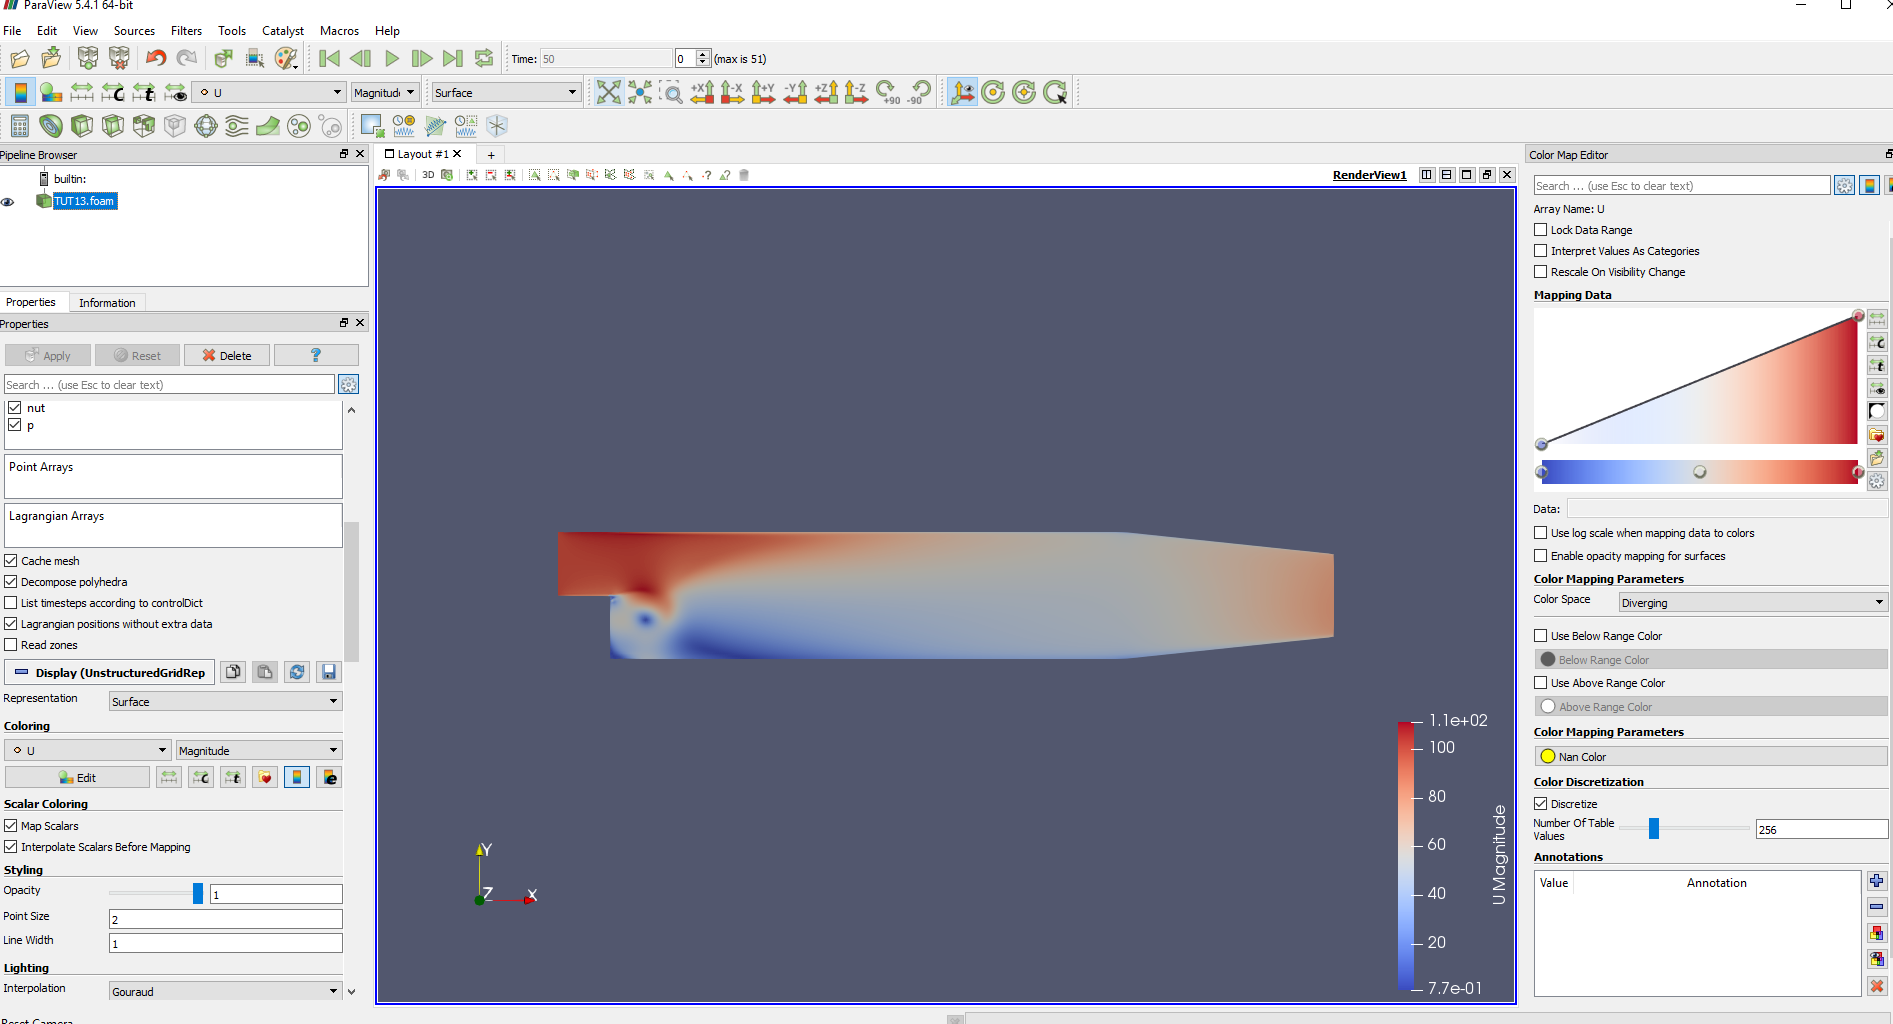 ParaView 5.4.1 64-bit
File Edit View Sources Filters Tools Catalyst Macros Help
Time: 50 0 (max is 51)
U Magnitude Surface +X -X +Y -Y +Z -Z +90 -90
Pipeline Browser
builtin:
TUT13.foam
Properties Information
Properties
Apply Reset Delete ?
Search ... (use Esc to clear text)
nut
p
Point Arrays
Lagrangian Arrays
Cache mesh
Decompose polyhedra
List timesteps according to controlDict
Lagrangian positions without extra data
Read zones
Display (UnstructuredGridRep
Representation Surface
Coloring
U Magnitude
Edit
Scalar Coloring
Map Scalars
Interpolate Scalars Before Mapping
Styling
Opacity 1
Point Size 2
Line Width 1
Lighting
Interpolation Gouraud
Layout #1 +
3D RenderView1
Y
Z X
1.1e+02
100
80
60
40
20
7.7e-01
U Magnitude
Color Map Editor
Search ... (use Esc to clear text)
Array Name: U
Lock Data Range
Interpret Values As Categories
Rescale On Visibility Change
Mapping Data
Data:
Use log scale when mapping data to colors
Enable opacity mapping for surfaces
Color Mapping Parameters
Color Space Diverging
Use Below Range Color
Below Range Color
Use Above Range Color
Above Range Color
Color Mapping Parameters
Nan Color
Color Discretization
Discretize
Number Of Table
Values 256
Annotations
Value Annotation
Reset Camera